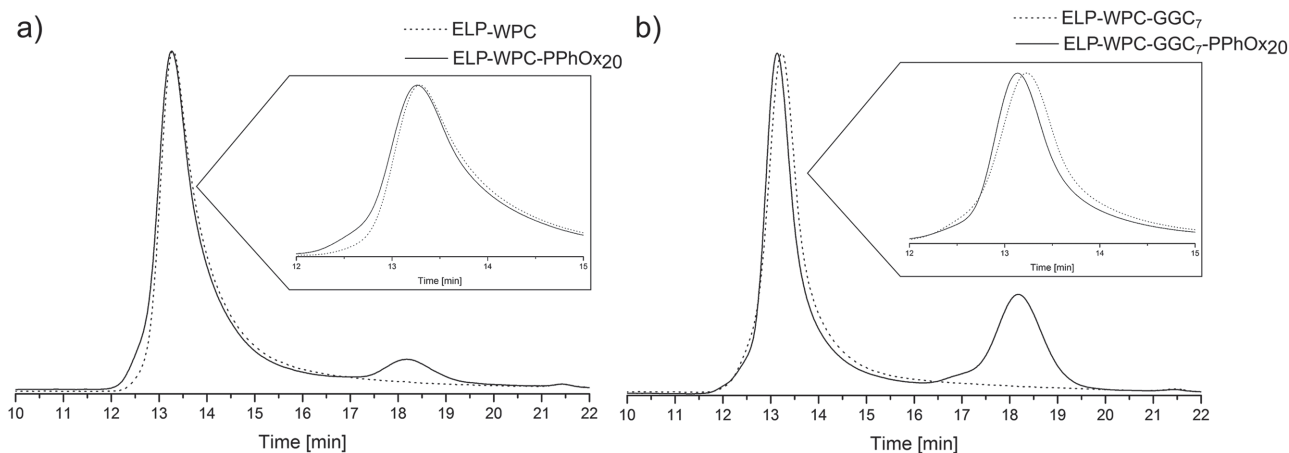 a)
ELP-WPC
ELP-WPC-PPhOx20
12 13 14 15
Time [min]
10 11 12 13 14 15 16 17 18 19 20 21 22
Time [min]
b)
ELP-WPC-GGC7
ELP-WPC-GGC7-PPhOx20
12 13 14 15
Time [min]
10 11 12 13 14 15 16 17 18 19 20 21 22
Time [min]